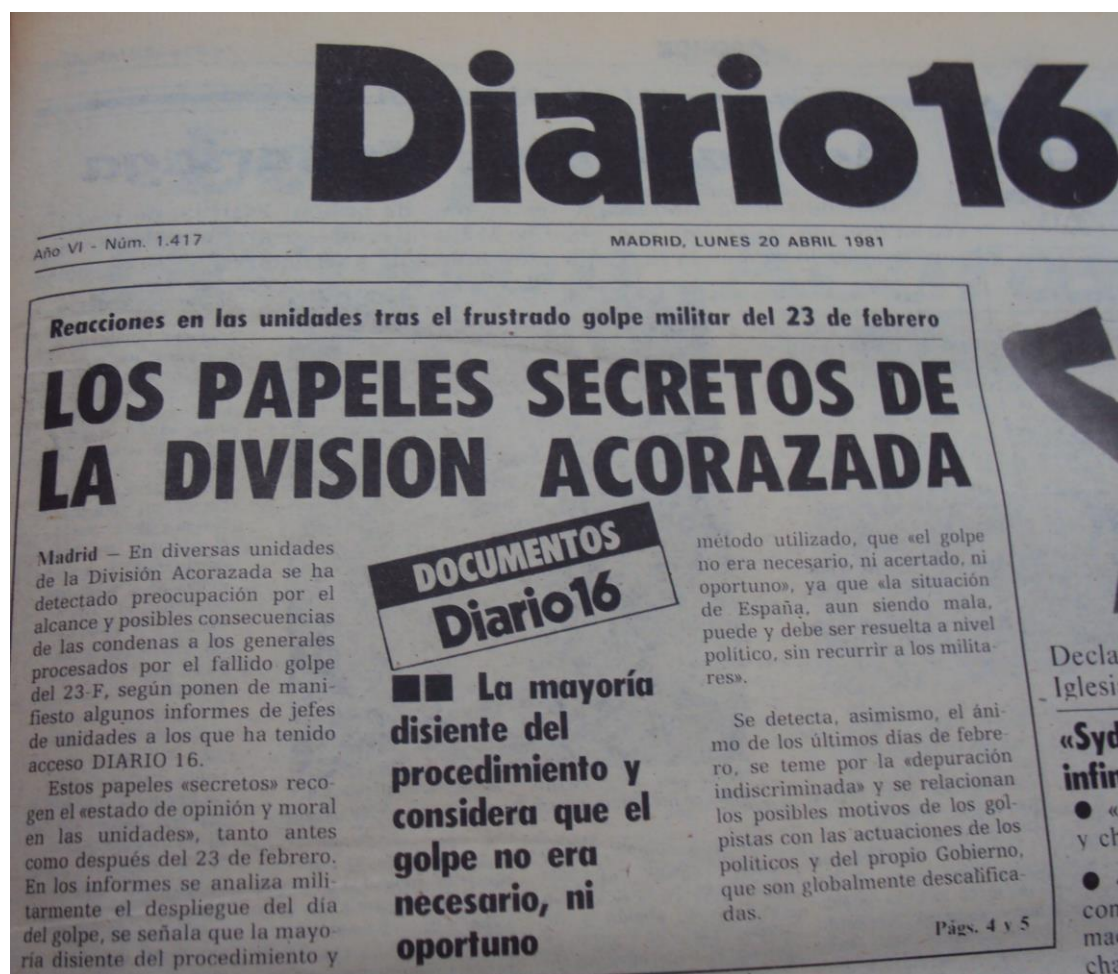 Diario 16
Año VI - Núm. 1.417
MADRID, LUNES 20 ABRIL 1981
Reacciones en las unidades tras el frustrado golpe militar del 23 de febrero
LOS PAPELES SECRETOS DE
LA DIVISION ACORAZADA
Madrid — En diversas unidades
de la División Acorazada se ha
detectado preocupación por el
alcance y posibles consecuencias
de las condenas a los generales
procesados por el fallido golpe
del 23-F, según ponen de mani-
fiesto algunos informes de jefes
de unidades a los que ha tenido
acceso DIARIO 16.
Estos papeles «secretos» reco-
gen el «estado de opinión y moral
en las unidades», tanto antes
como después del 23 de febrero.
En los informes se analiza mili-
tarmente el despliegue del día
del golpe, se señala que la mayo-
ría disiente del procedimiento y
DOCUMENTOS
Diario16
La mayoría
disiente del
procedimiento y
considera que el
golpe no era
necesario, ni
oportuno
método utilizado, que «el golpe
no era necesario, ni acertado, ni
oportuno», ya que «la situación
de España, aun siendo mala,
puede y debe ser resuelta a nivel
político, sin recurrir a los milita-
res».
Se detecta, asimismo, el áni-
mo de los últimos días de febre-
ro, se teme por la «depuración
indiscriminada» y se relacionan
los posibles motivos de los gol-
pistas con las actuaciones de los
políticos y del propio Gobierno,
que son globalmente descalifica-
das.
Págs. 4 y 5
Decla
Iglesi
«Syd
infin
● «
y ch
●
con
mad
cha